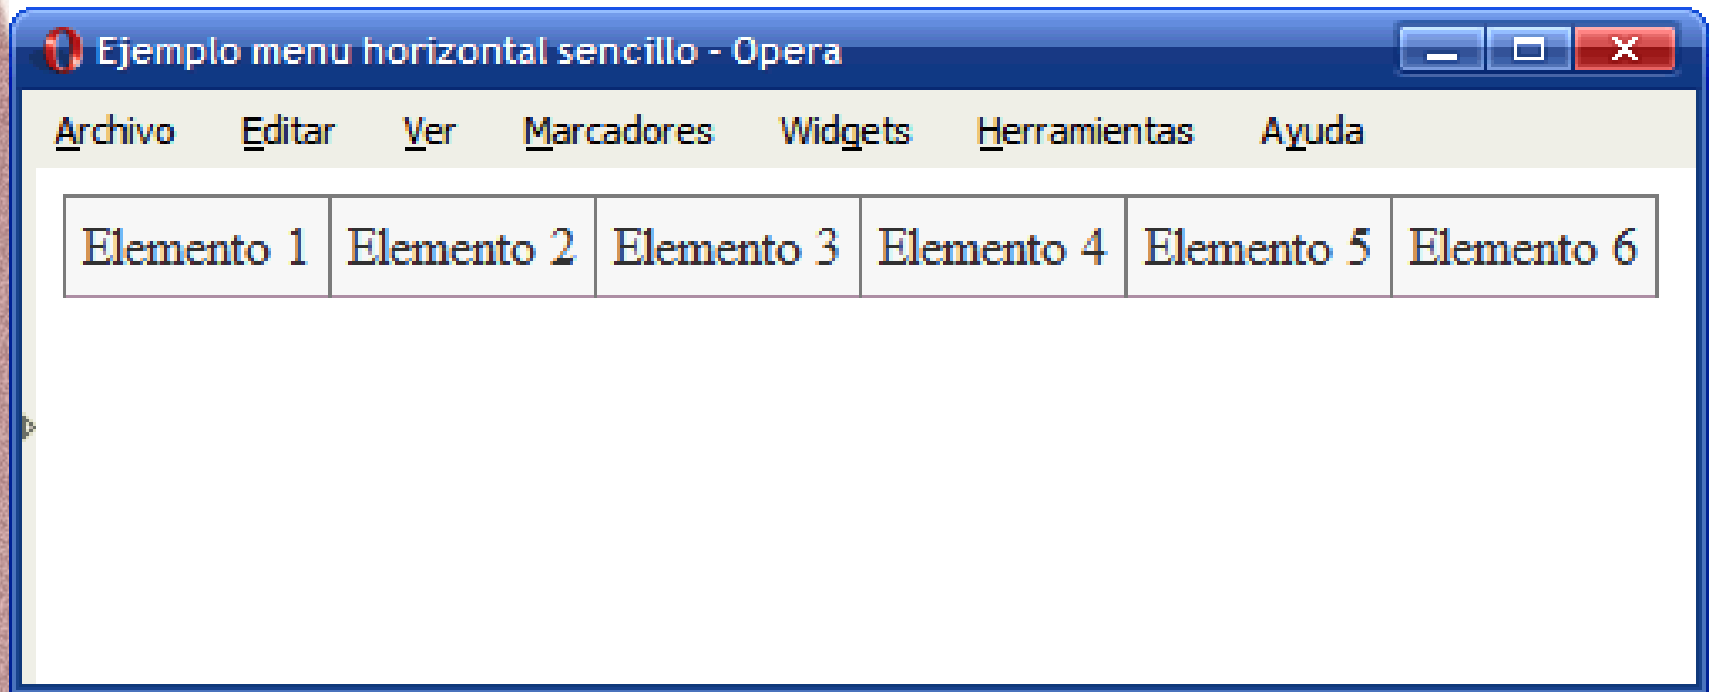 Ejemplo menu horizontal sencillo - Opera
Archivo Editar Ver Marcadores Widgets Herramientas Ayuda
Elemento 1 Elemento 2 Elemento 3 Elemento 4 Elemento 5 Elemento 6